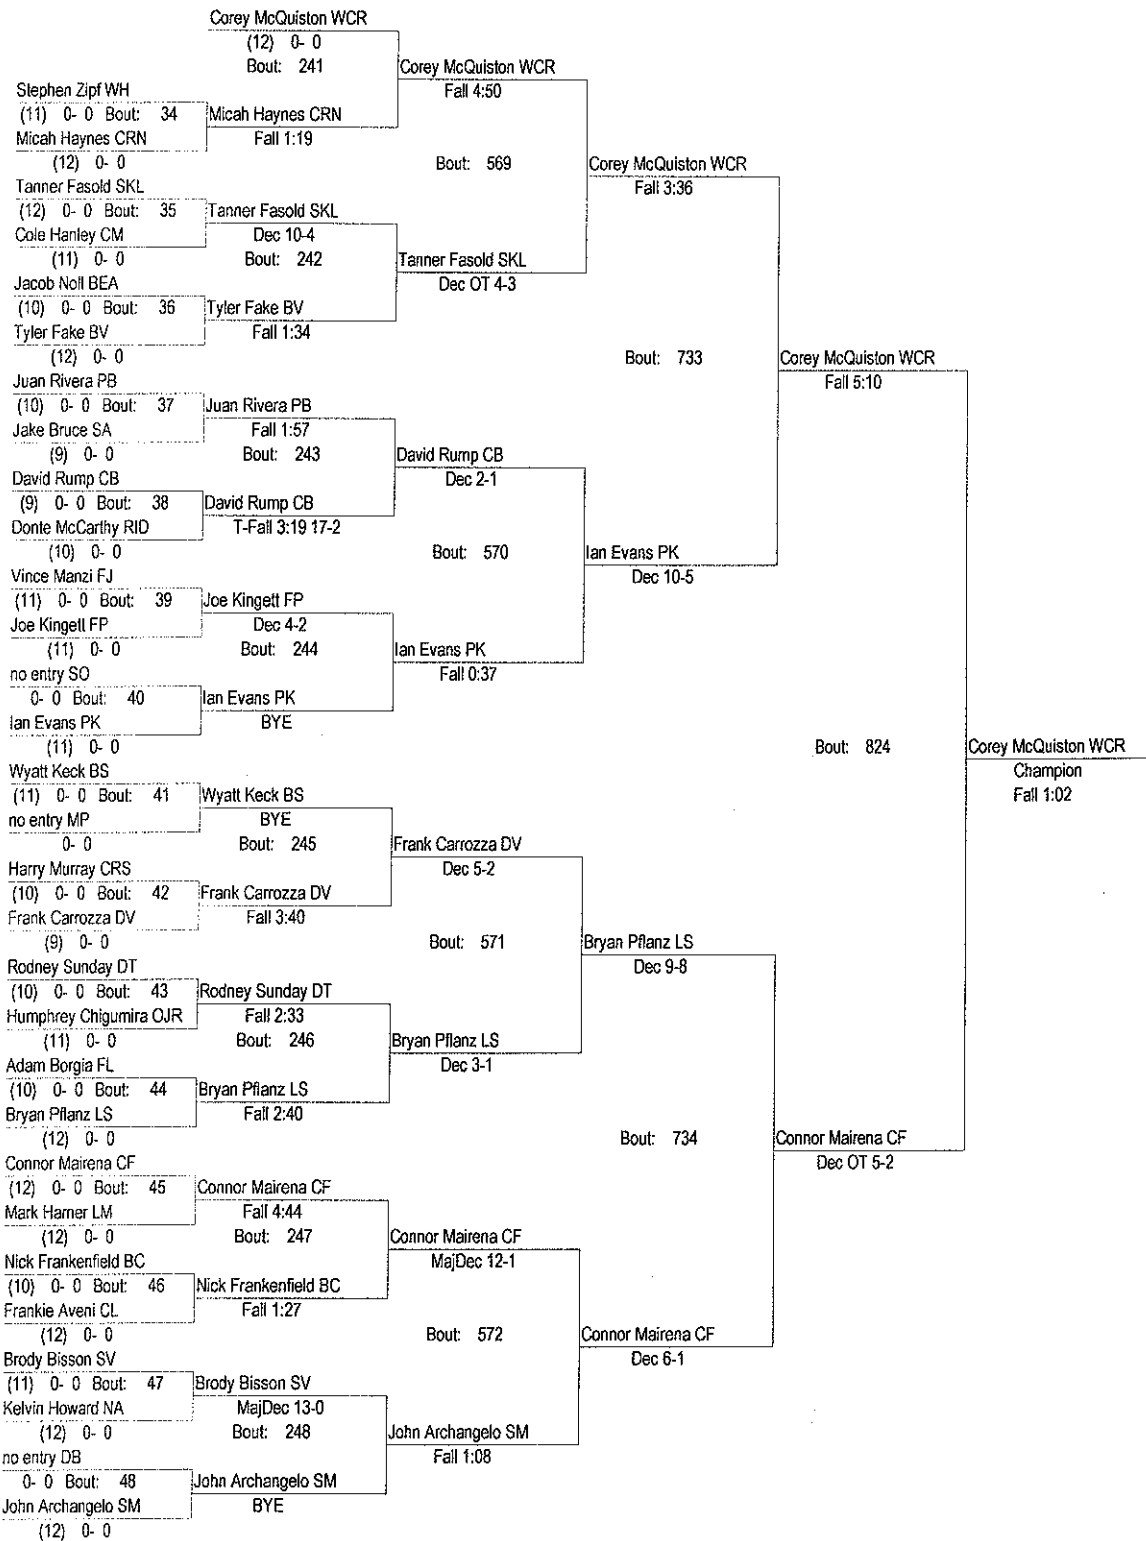 Corey McQuiston WCR
(12) 0- 0
Bout: 241
Corey McQuiston WCR
Fall 4:50
Stephen Zipf WH
(11) 0- 0 Bout: 34
Micah Haynes CRN
Micah Haynes CRN
Fall 1:19
(12) 0- 0
Bout: 569
Corey McQuiston WCR
Fall 3:36
Tanner Fasold SKL
(12) 0- 0 Bout: 35
Tanner Fasold SKL
Cole Hanley CM
Dec 10-4
(11) 0- 0
Bout: 242
Tanner Fasold SKL
Dec OT 4-3
Jacob Noll BEA
(10) 0- 0 Bout: 36
Tyler Fake BV
Tyler Fake BV
Fall 1:34
(12) 0- 0
Bout: 733
Corey McQuiston WCR
Fall 5:10
Juan Rivera PB
(10) 0- 0 Bout: 37
Juan Rivera PB
Jake Bruce SA
Fall 1:57
(9) 0- 0
Bout: 243
David Rump CB
Dec 2-1
David Rump CB
(9) 0- 0 Bout: 38
David Rump CB
Donte McCarthy RID
T-Fall 3:19 17-2
(10) 0- 0
Bout: 570
Ian Evans PK
Dec 10-5
Vince Manzi FJ
(11) 0- 0 Bout: 39
Joe Kingett FP
Joe Kingett FP
Dec 4-2
(11) 0- 0
Bout: 244
Ian Evans PK
Fall 0:37
no entry SO
0- 0 Bout: 40
Ian Evans PK
Ian Evans PK
BYE
(11) 0- 0
Bout: 824
Corey McQuiston WCR
Champion
Fall 1:02
Wyatt Keck BS
(11) 0- 0 Bout: 41
Wyatt Keck BS
no entry MP
BYE
0- 0
Bout: 245
Frank Carrozza DV
Dec 5-2
Harry Murray CRS
(10) 0- 0 Bout: 42
Frank Carrozza DV
Frank Carrozza DV
Fall 3:40
(9) 0- 0
Bout: 571
Bryan Pflanz LS
Dec 9-8
Rodney Sunday DT
(10) 0- 0 Bout: 43
Rodney Sunday DT
Humphrey Chigumira OJR
Fall 2:33
(11) 0- 0
Bout: 246
Bryan Pflanz LS
Dec 3-1
Adam Borgia FL
(10) 0- 0 Bout: 44
Bryan Pflanz LS
Bryan Pflanz LS
Fall 2:40
(12) 0- 0
Bout: 734
Connor Mairena CF
Dec OT 5-2
Connor Mairena CF
(12) 0- 0 Bout: 45
Connor Mairena CF
Mark Harner LM
Fall 4:44
(12) 0- 0
Bout: 247
Connor Mairena CF
MajDec 12-1
Nick Frankenfield BC
(10) 0- 0 Bout: 46
Nick Frankenfield BC
Frankie Aveni CL
Fall 1:27
(12) 0- 0
Bout: 572
Connor Mairena CF
Dec 6-1
Brody Bisson SV
(11) 0- 0 Bout: 47
Brody Bisson SV
Kelvin Howard NA
MajDec 13-0
(12) 0- 0
Bout: 248
John Archangelo SM
Fall 1:08
no entry DB
0- 0 Bout: 48
John Archangelo SM
John Archangelo SM
BYE
(12) 0- 0